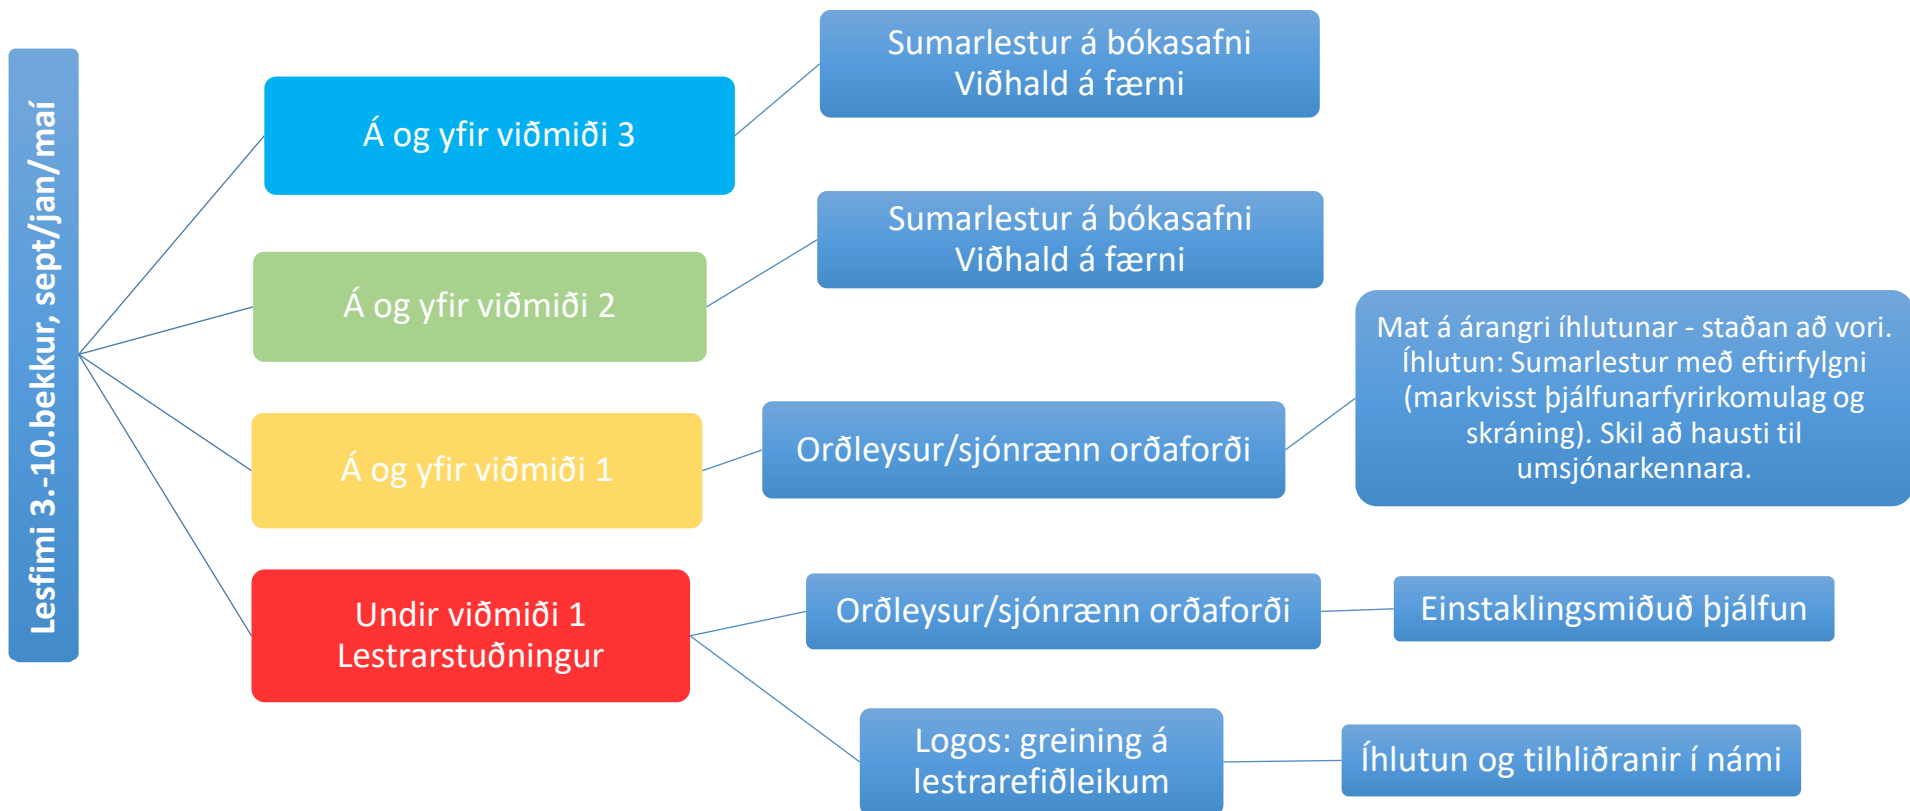 Lesfimi 3.-10.bekkur, sept/jan/maí
Á og yfir viðmiði 3
Sumarlestur á bókasafni
Viðhald á færni
Á og yfir viðmiði 2
Sumarlestur á bókasafni
Viðhald á færni
Á og yfir viðmiði 1
Orðleysur/sjónrænn orðaforði
Mat á árangri íhlutunar - staðan að vori.
Íhlutun: Sumarlestur með eftirfylgni
(markvisst þjálfunarfyrirkomulag og
skráning). Skil að hausti til
umsjónarkennara.
Undir viðmiði 1
Lestrarstuðningur
Orðleysur/sjónrænn orðaforði
Einstaklingsmiðuð þjálfun
Logos: greining á
lestrarefiðleikum
Íhlutun og tilhliðranir í námi